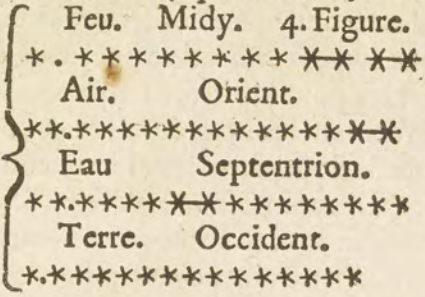 Feu. Midy. 4. Figure.
* . * * * * * * * * * * * * * *
Air. Orient.
**.***************
Eau Septentrion.
**.***************
Terre. Occident.
*.**************